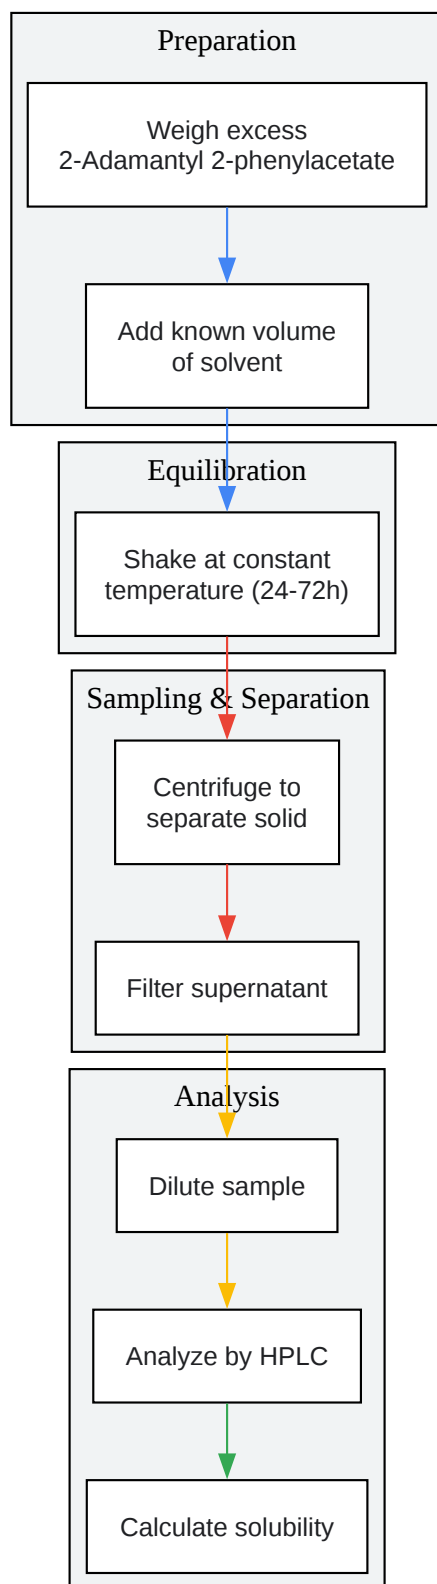 Preparation
Weigh excess
2-Adamantyl 2-phenylacetate
Add known volume
of solvent
Equilibration
Shake at constant
temperature (24-72h)
Sampling & Separation
Centrifuge to
separate solid
Filter supernatant
Analysis
Dilute sample
Analyze by HPLC
Calculate solubility